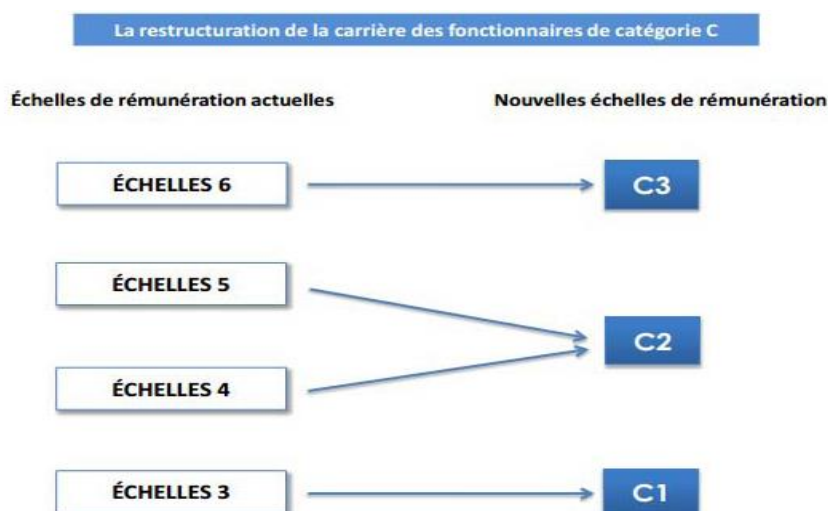 La restructuration de la carrière des fonctionnaires de catégorie C
Échelles de rémunération actuelles
Nouvelles échelles de rémunération
ÉCHELLES 6
C3
ÉCHELLES 5
C2
ÉCHELLES 4
ÉCHELLES 3
C1